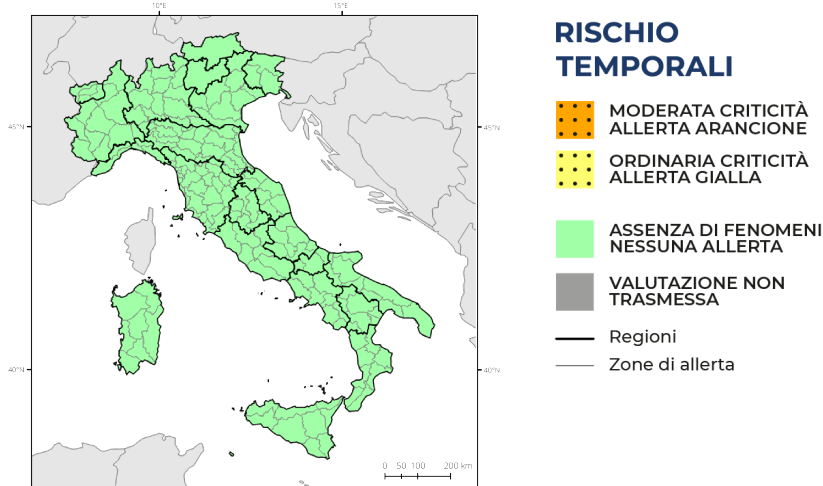 10°E 15°E
45°N 45°N
40°N 40°N
0 50 100 200 km
RISCHIO
TEMPORALI
MODERATA CRITICITÀ
ALLERTA ARANCIONE
ORDINARIA CRITICITÀ
ALLERTA GIALLA
ASSENZA DI FENOMENI
NESSUNA ALLERTA
VALUTAZIONE NON
TRASMESSA
Regioni
Zone di allerta